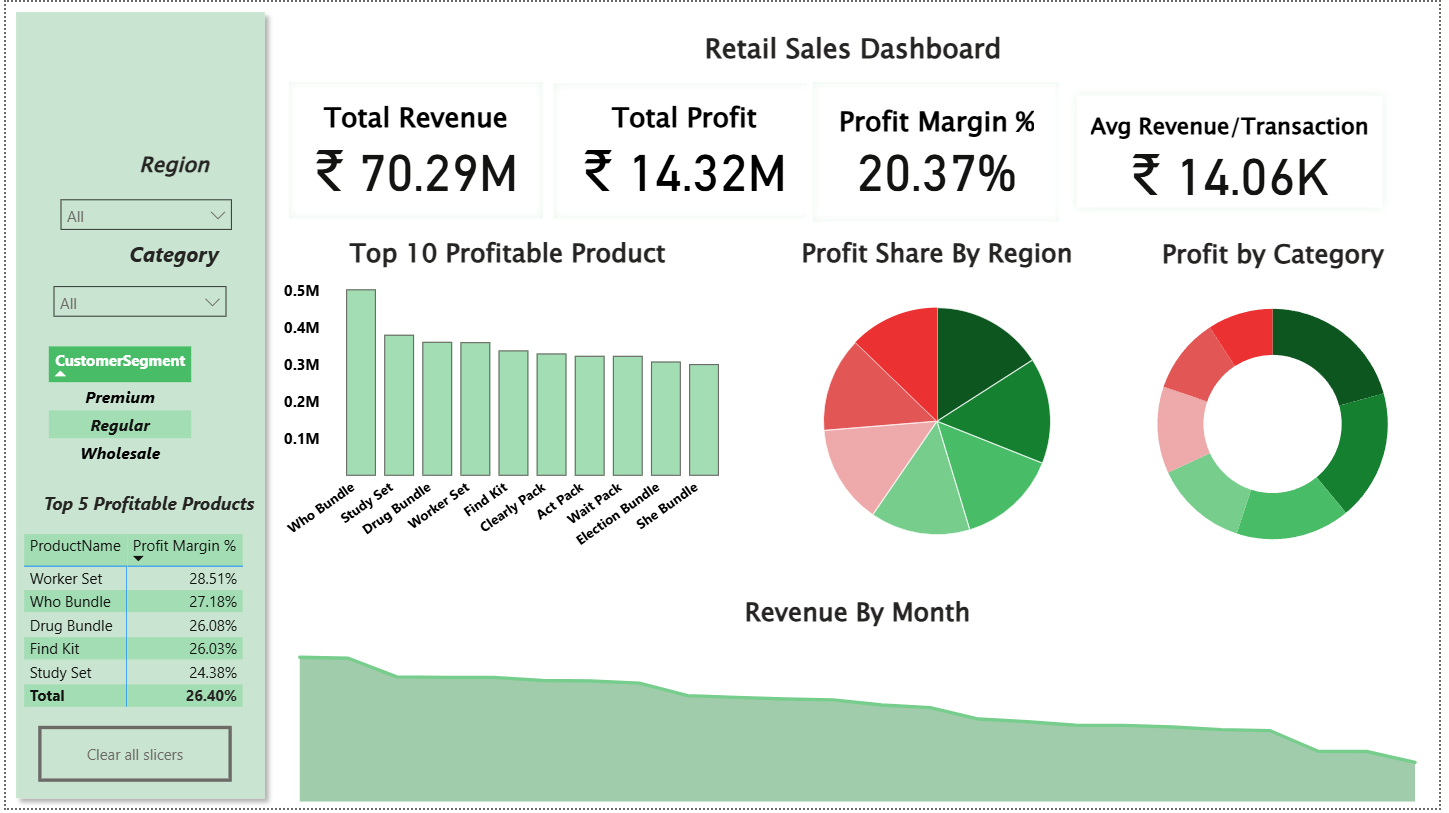 Retail Sales Dashboard
Total Revenue
₹ 70.29M
Total Profit
₹ 14.32M
Profit Margin %
20.37%
Avg Revenue/Transaction
₹ 14.06K
Region
All
Category
All
CustomerSegment
Premium
Regular
Wholesale
Top 5 Profitable Products
ProductName Profit Margin %
Worker Set 28.51%
Who Bundle 27.18%
Drug Bundle 26.08%
Find Kit 26.03%
Study Set 24.38%
Total 26.40%
Clear all slicers
Top 10 Profitable Product
0.5M
0.4M
0.3M
0.2M
0.1M
Who Bundle
Study Set
Drug Bundle
Worker Set
Find Kit
Clearly Pack
Act Pack
Wait Pack
Election Bundle
She Bundle
Profit Share By Region
Profit by Category
Revenue By Month